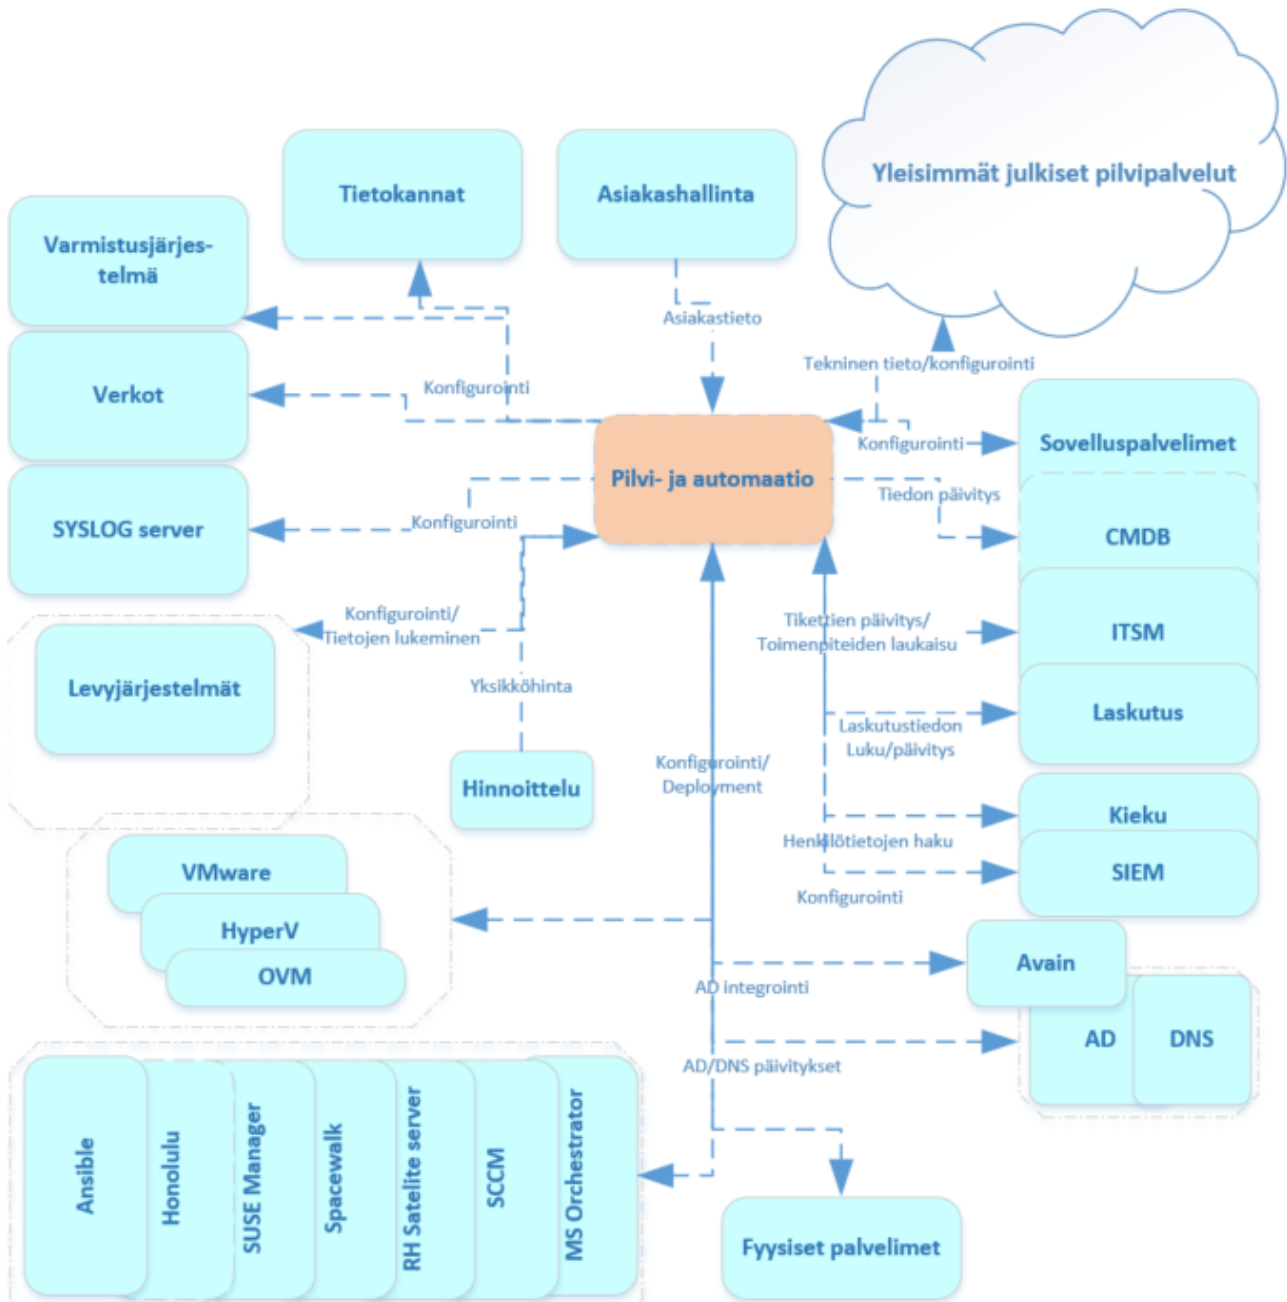 Yleisimmät julkiset pilvipalvelut
Tietokannat
Asiakashallinta
Varmistusjärjes-
telmä
Asiakastieto
Tekninen tieto/konfigurointi
Verkot
Konfigurointi
Konfigurointi
Sovelluspalvelimet
Pilvi- ja automaatio
Tiedon päivitys
SYSLOG server
Konfigurointi
CMDB
Konfigurointi/
Tietojen lukeminen
Tikettien päivitys/
Toimenpiteiden laukaisu
ITSM
Levyjärjestelmät
Yksikköhinta
Laskutustiedon
Luku/päivitys
Laskutus
Hinnoittelu
Konfigurointi/
Deployment
Kieku
Henkilötietojen haku
SIEM
Konfigurointi
VMware
HyperV
OVM
Avain
AD integrointi
AD
DNS
AD/DNS päivitykset
Ansible
Honolulu
SUSE Manager
Spacewalk
RH Satelite server
SCCM
MS Orchestrator
Fyysiset palvelimet